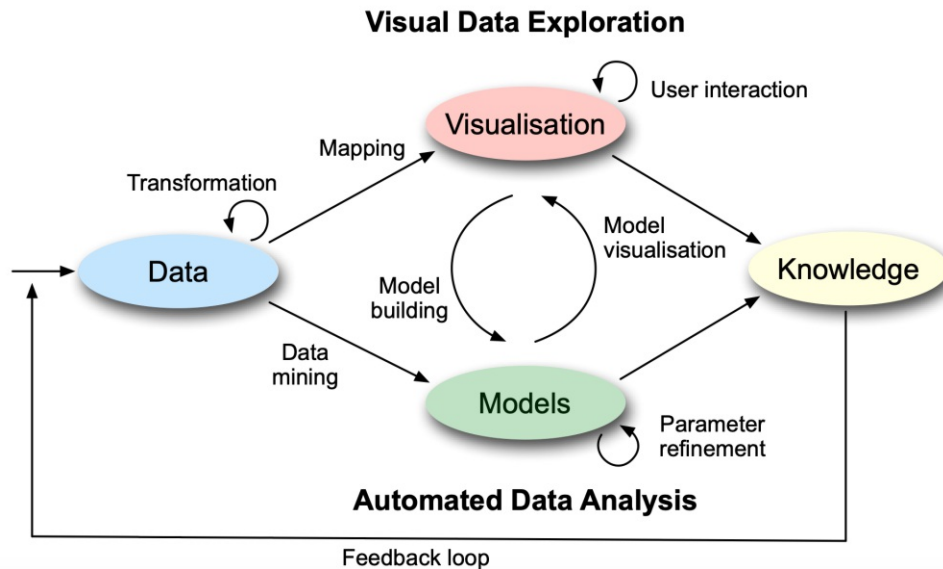 Visual Data Exploration
User interaction
Visualisation
Mapping
Transformation
Model
visualisation
Data
Knowledge
Model
building
Data
mining
Models
Parameter
refinement
Automated Data Analysis
Feedback loop